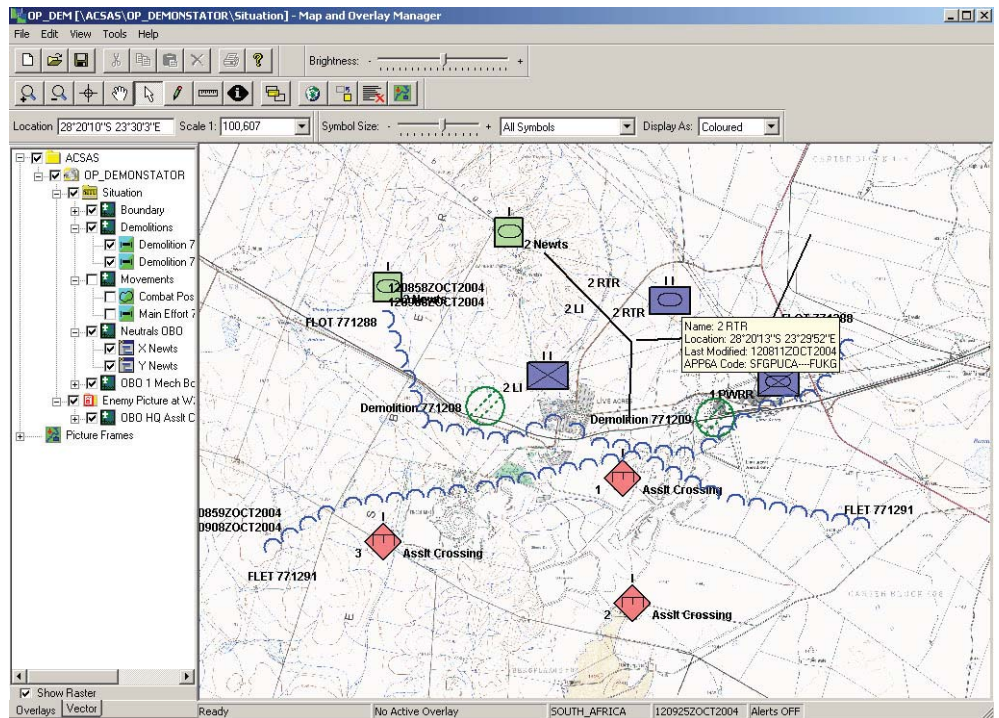 OP_DEM [\ACSAS\OP_DEMONSTATOR\Situation] - Map and Overlay Manager
File Edit View Tools Help
Brightness: - +
Location 28°20'10"S 23°30'3"E Scale 1: 100,607 Symbol Size: - + All Symbols Display As: Coloured
ACSAS
OP_DEMONSTATOR
Situation
Boundary
Demolitions
Demolition 7
Demolition 7
Movements
Combat Pos
Main Effort 7
Neutrals OBO
X Newts
Y Newts
OBO 1 Mech Bc
Enemy Picture at W
OBO HQ Asslt C
Picture Frames
Show Raster
Overlays Vector
2 Newts
120858ZOCT2004
FLOT 771288
2 RTR
2 LI
2 RTR
Name: 2 RTR
Location: 28°20'13"S 23°29'52"E
Last Modified: 120811ZOCT2004
APP6A Code: SFGPUCA----FUKG
2 LI
1 PWRR
Demolition 771208
Demolition 771209
1 Asslt Crossing
0859ZOCT2004
0908ZOCT2004
FLET 771291
3 Asslt Crossing
FLET 771291
2 Asslt Crossing
Ready No Active Overlay SOUTH_AFRICA 120925ZOCT2004 Alerts OFF